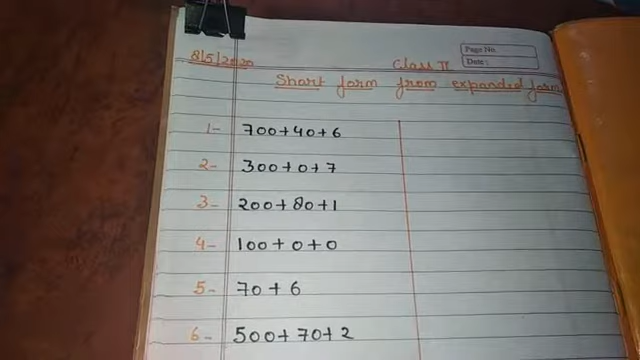 Page No.
Date :
8/5/2020 Class II
Short form from expanded form
1- 700+40+6
2- 300+0+7
3- 200+80+1
4- 100+0+0
5- 70+6
6- 500+70+2